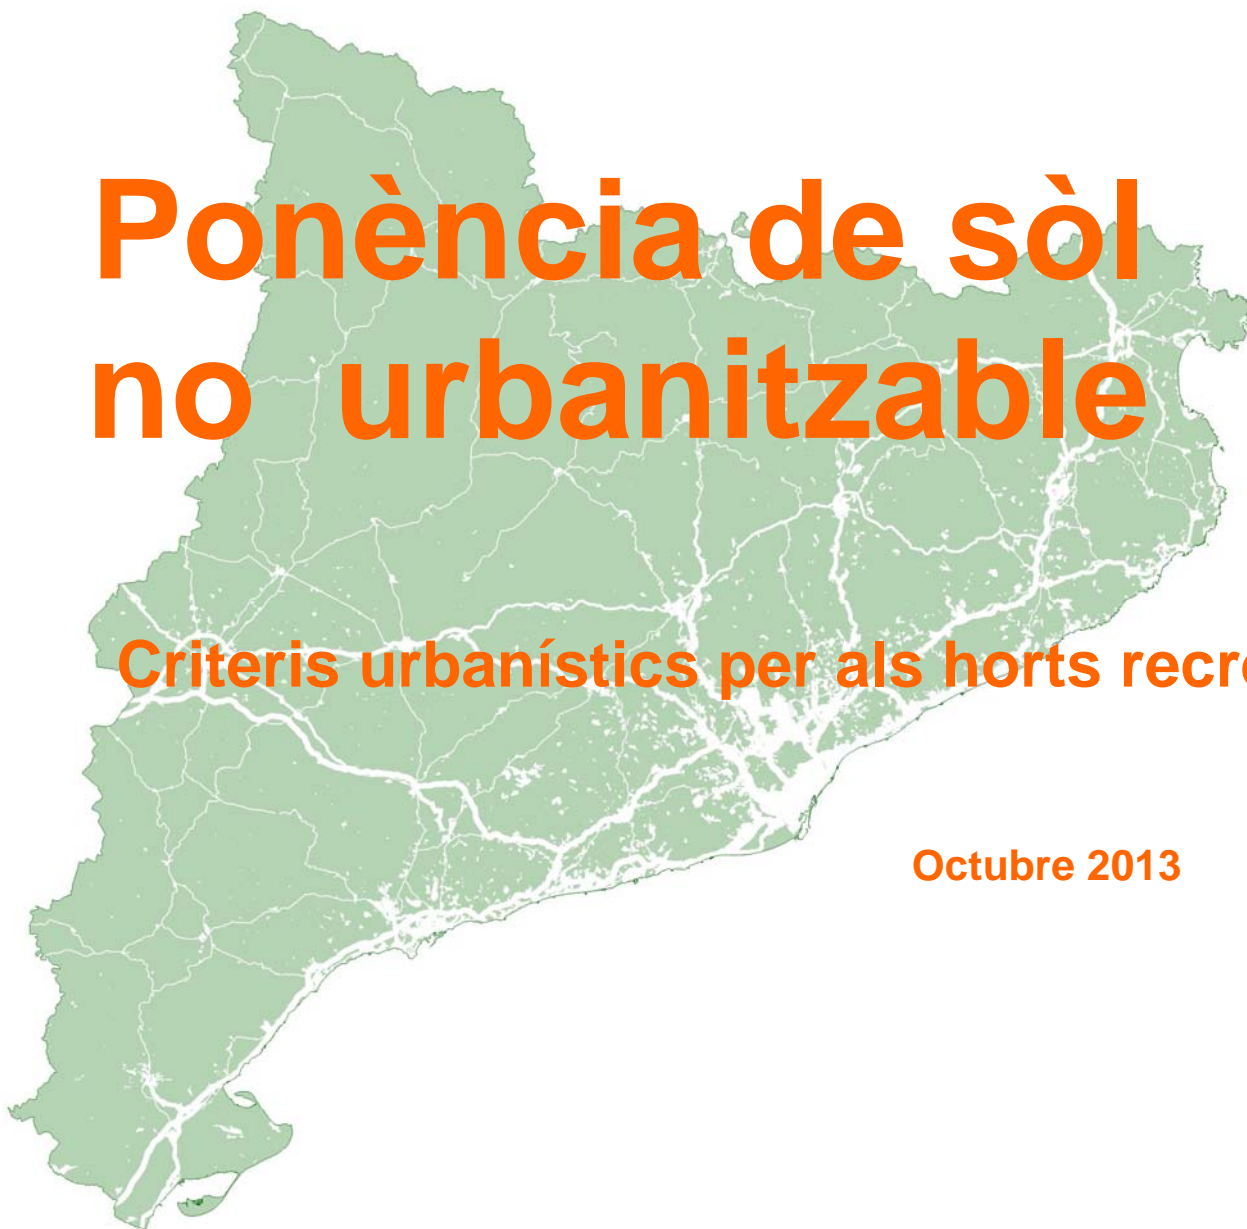 Ponència de sòl
no urbanitzable
Criteris urbanístics per als horts
Octubre 2013